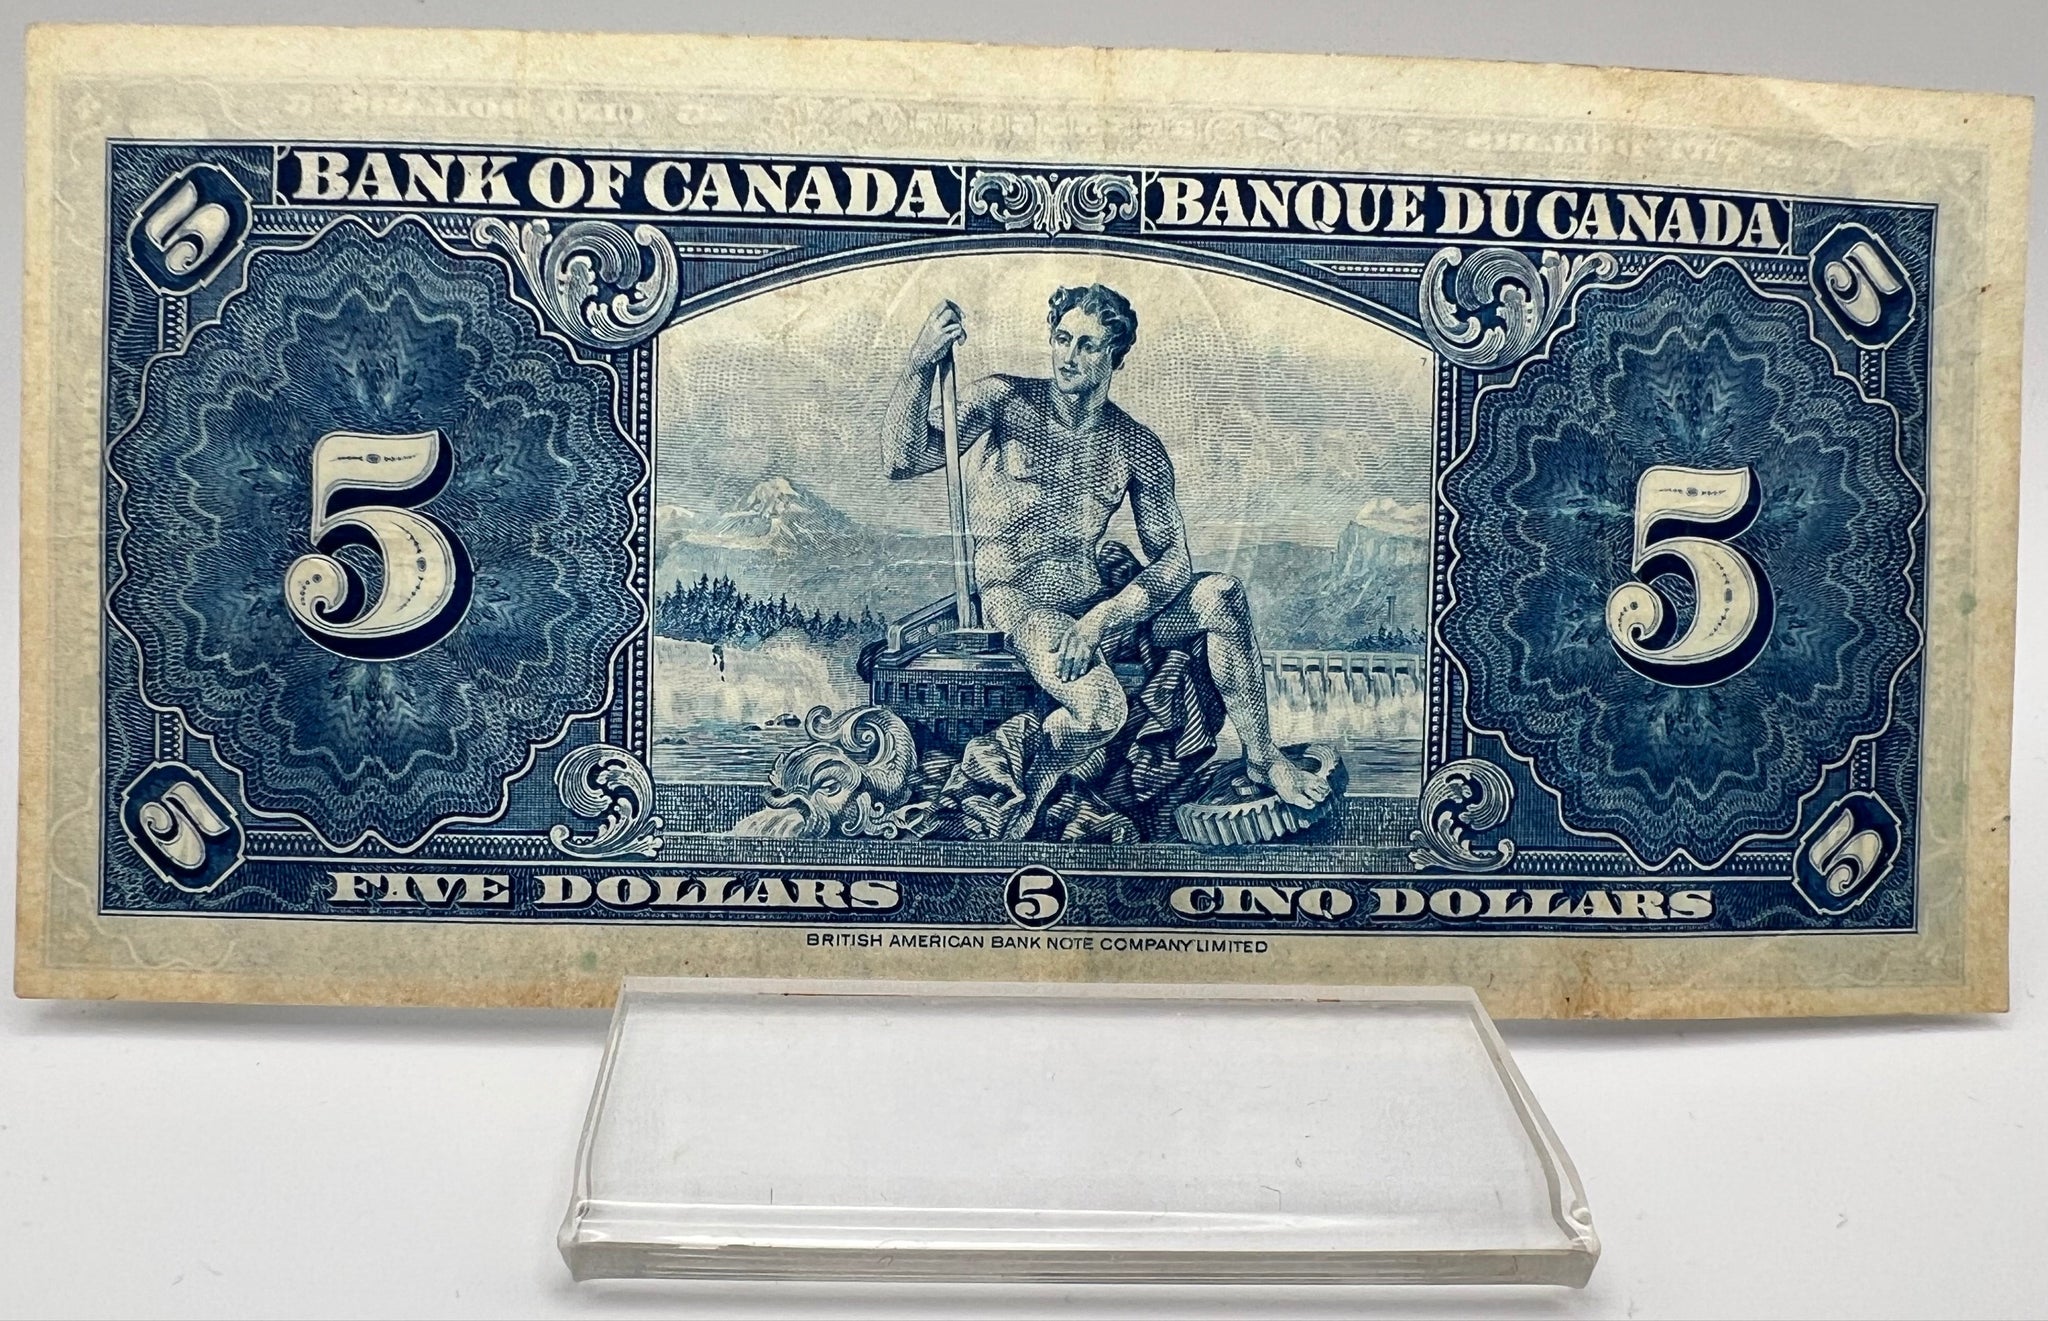 5 BANK OF CANADA BANQUE DU CANADA 5
7
5 5
5 FIVE DOLLARS 5 CINQ DOLLARS 5
BRITISH AMERICAN BANK NOTE COMPANY LIMITED